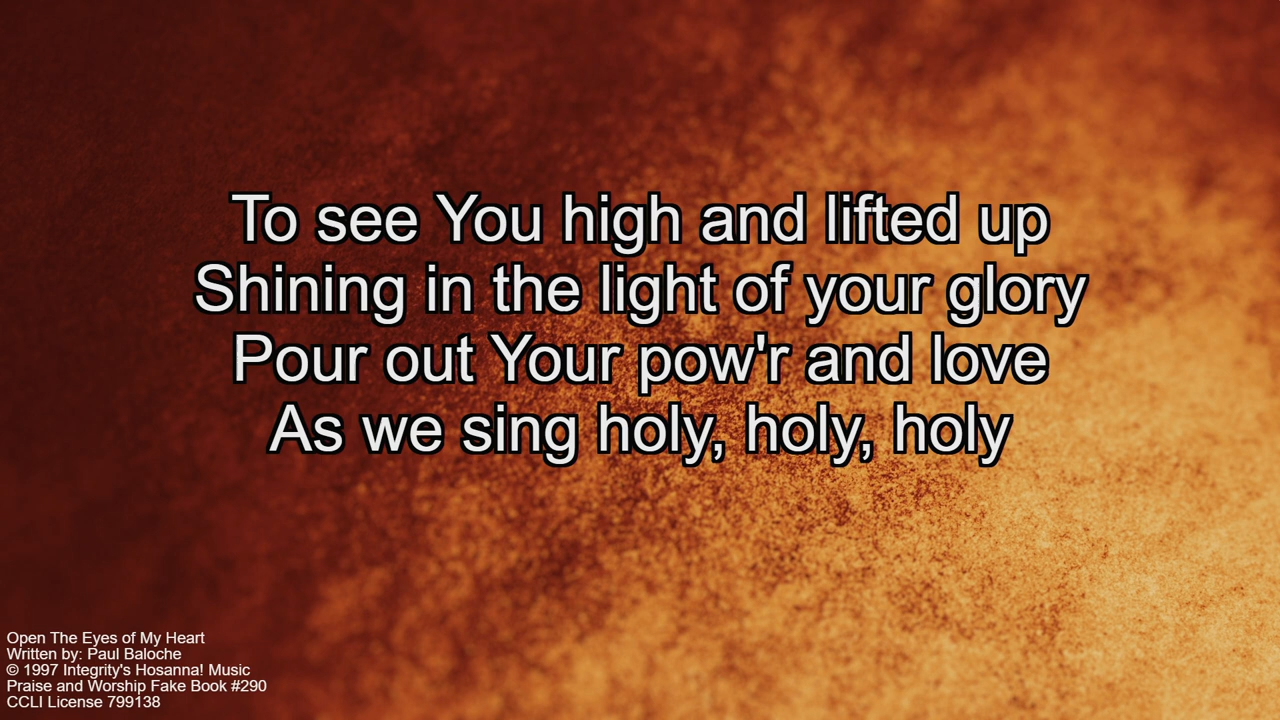 To see You high and lifted up
Shining in the light of your glory
Pour out Your pow'r and love
As we sing holy, holy, holy
Open The Eyes of My Heart
Written by: Paul Baloche
© 1997 Integrity's Hosanna! Music
Praise and Worship Fake Book #290
CCLI License 799138